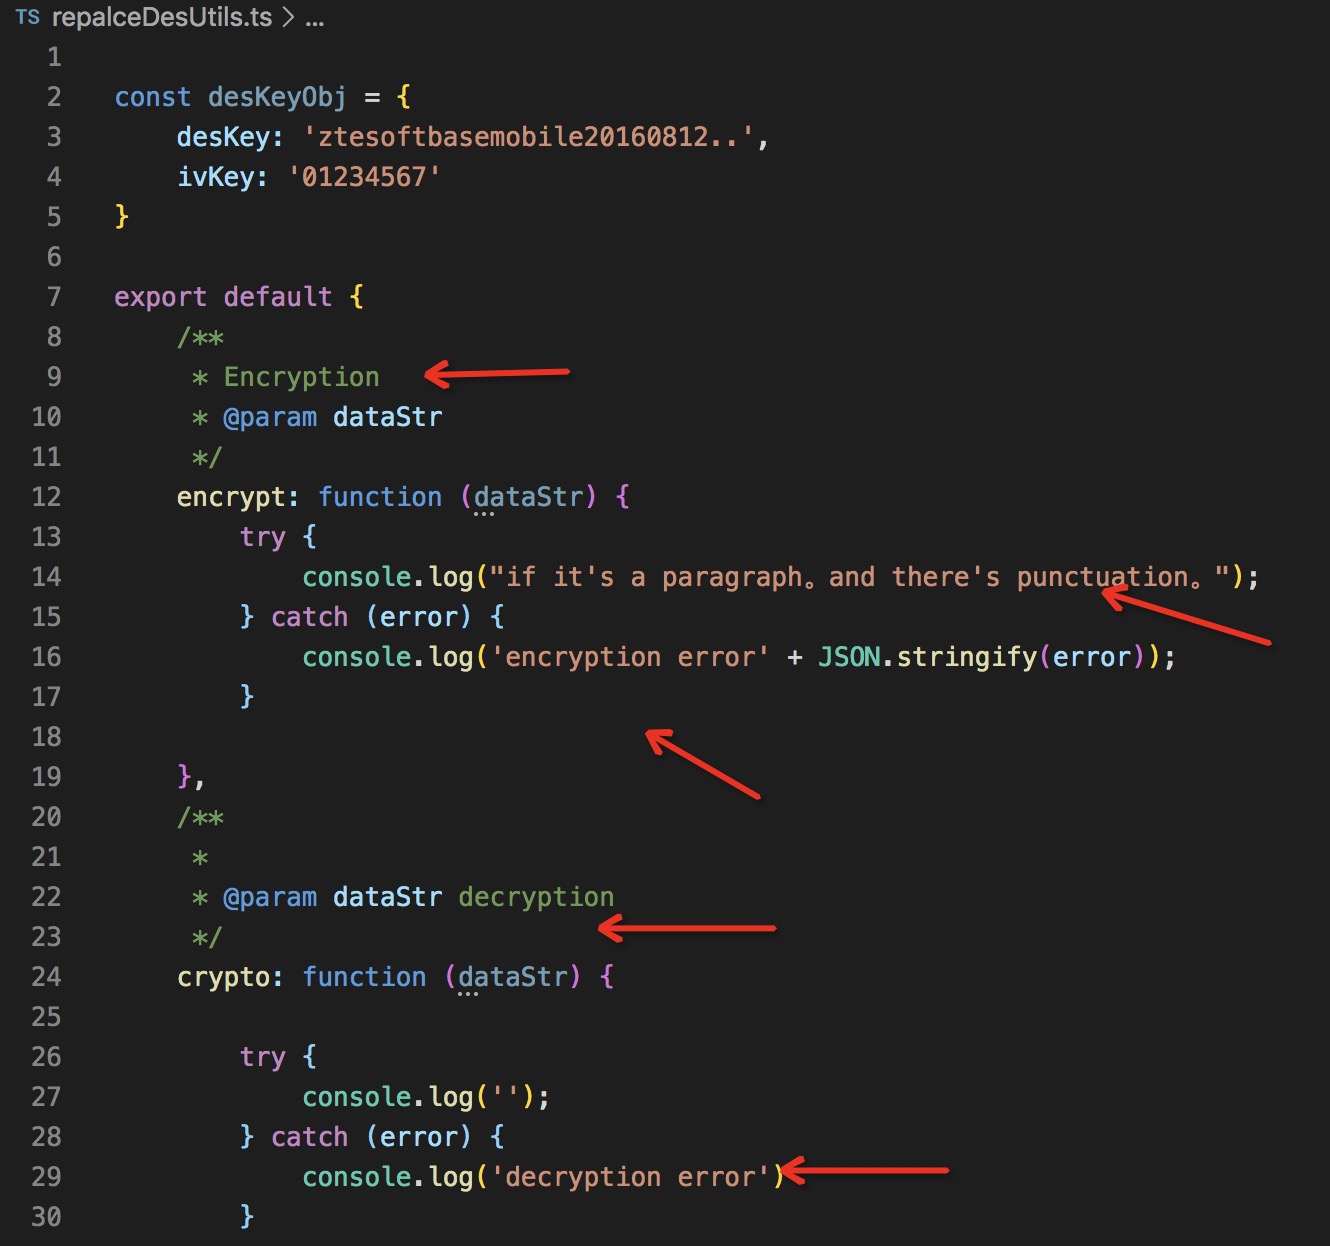 TS repalceDesUtils.ts > ...
1
2 const desKeyObj = {
3 desKey: 'ztesoftbasemobile20160812..',
4 ivKey: '01234567'
5 }
6
7 export default {
8 /**
9 * Encryption
10 * @param dataStr
11 */
12 encrypt: function (dataStr) {
13 try {
14 console.log("if it's a paragraph。and there's punctuation。");
15 } catch (error) {
16 console.log('encryption error' + JSON.stringify(error));
17 }
18
19 },
20 /**
21 *
22 * @param dataStr decryption
23 */
24 crypto: function (dataStr) {
25
26 try {
27 console.log('');
28 } catch (error) {
29 console.log('decryption error')
30 }